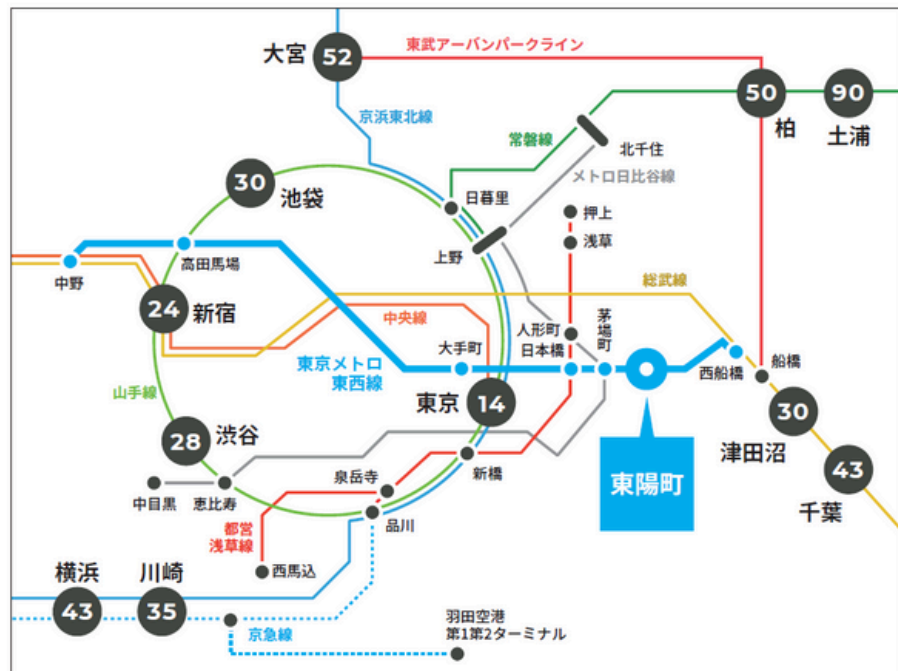 大宮
52
東武アーバンパークライン
50
柏
90
土浦
京浜東北線
常磐線
北千住
メトロ日比谷線
30
池袋
日暮里
押上
浅草
上野
高田馬場
中野
総武線
24
新宿
中央線
人形町
日本橋
茅場町
大手町
東京メトロ
東西線
西船橋
船橋
山手線
東京
14
30
津田沼
28
渋谷
東陽町
新橋
泉岳寺
43
千葉
中目黒
恵比寿
品川
都営
浅草線
西馬込
横浜
43
川崎
35
京急線
羽田空港
第1第2ターミナル